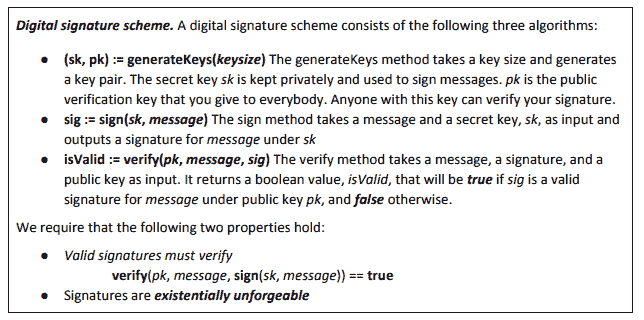 Digital signature scheme. A digital signature scheme consists of the following three algorithms:
● (sk, pk) := generateKeys(keysize) The generateKeys method takes a key size and generates
a key pair. The secret key sk is kept privately and used to sign messages. pk is the public
verification key that you give to everybody. Anyone with this key can verify your signature.
● sig := sign(sk, message) The sign method takes a message and a secret key, sk, as input and
outputs a signature for message under sk
● isValid := verify(pk, message, sig) The verify method takes a message, a signature, and a
public key as input. It returns a boolean value, isValid, that will be true if sig is a valid
signature for message under public key pk, and false otherwise.
We require that the following two properties hold:
● Valid signatures must verify
verify(pk, message, sign(sk, message)) == true
● Signatures are existentially unforgeable